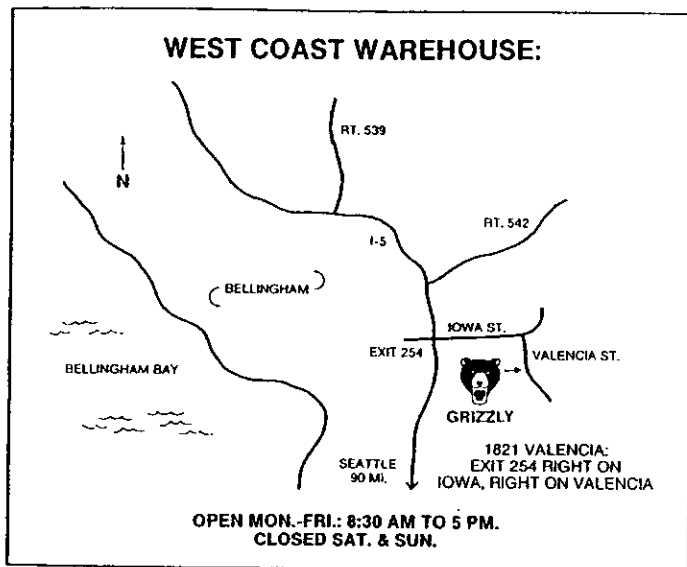 WEST COAST WAREHOUSE:
RT. 539
N
RT. 542
I-5
BELLINGHAM
IOWA ST.
EXIT 254
VALENCIA ST.
BELLINGHAM BAY
GRIZZLY
1821 VALENCIA:
EXIT 254 RIGHT ON
IOWA, RIGHT ON VALENCIA
SEATTLE
90 MI.
OPEN MON.-FRI.: 8:30 AM TO 5 PM.
CLOSED SAT. & SUN.